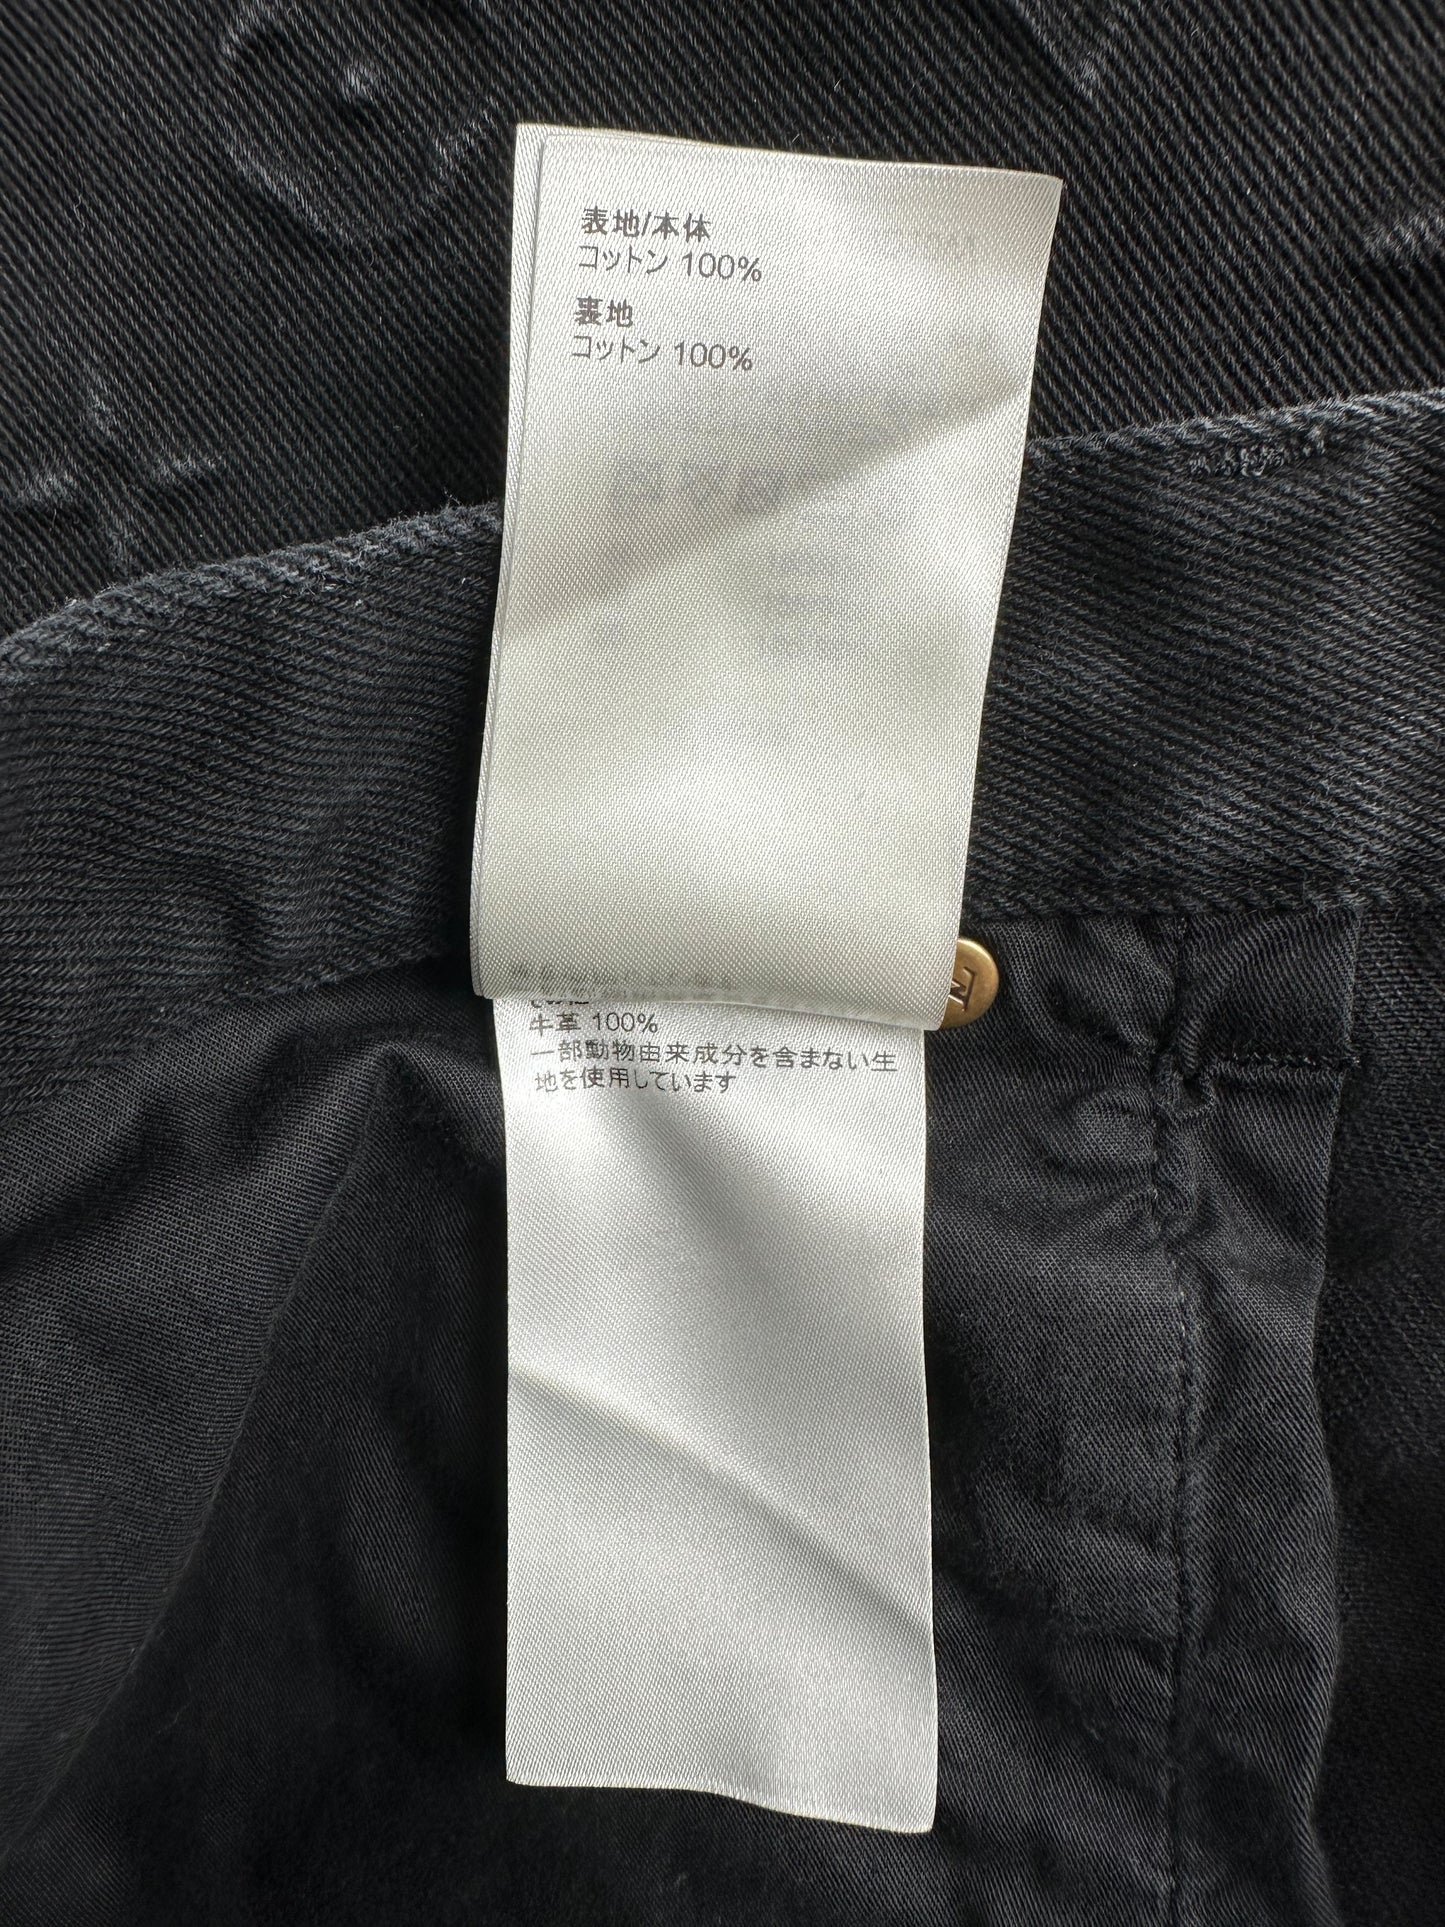 表地/本体
コットン 100%
裏地
コットン 100%
牛革 100%
一部動物由来成分を含まない生
地を使用しています